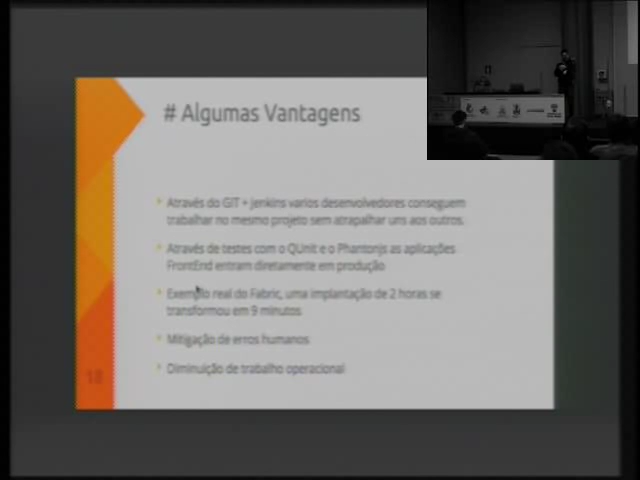 # Algumas Vantagens
Através do GIT + Jenkins varios desenvolvedores conseguem
trabalhar no mesmo projeto sem atrapalhar uns aos outros.
Através de testes com o QUnit e o Phantonjs as aplicações
FrontEnd entram diretamente em produção
Exemplo real do Fabric, uma implantação de 2 horas se
transformou em 9 minutos
Mitigação de erros humanos
Diminuição de trabalho operacional
18